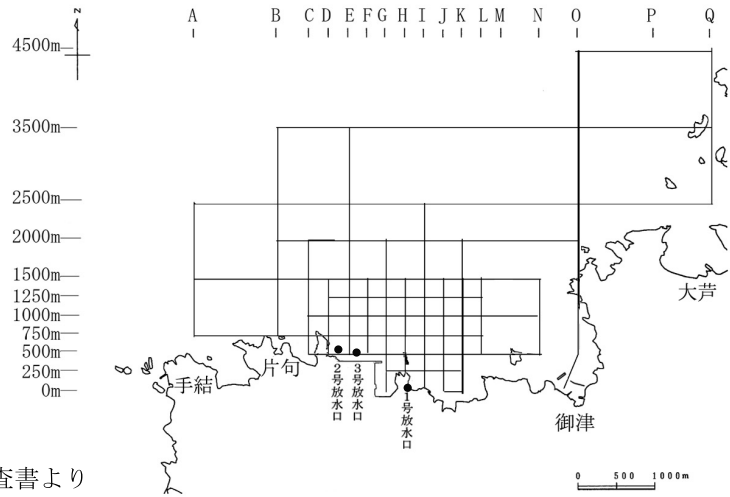 A B C D E F G H I J K L M N O P Q
z
4500m
3500m
2500m
2000m
1500m
1250m
1000m
750m
500m
250m
0m
大芦
片句
手結
2号放水口
3号放水口
1号放水口
御津
査書より
0 500 1000m